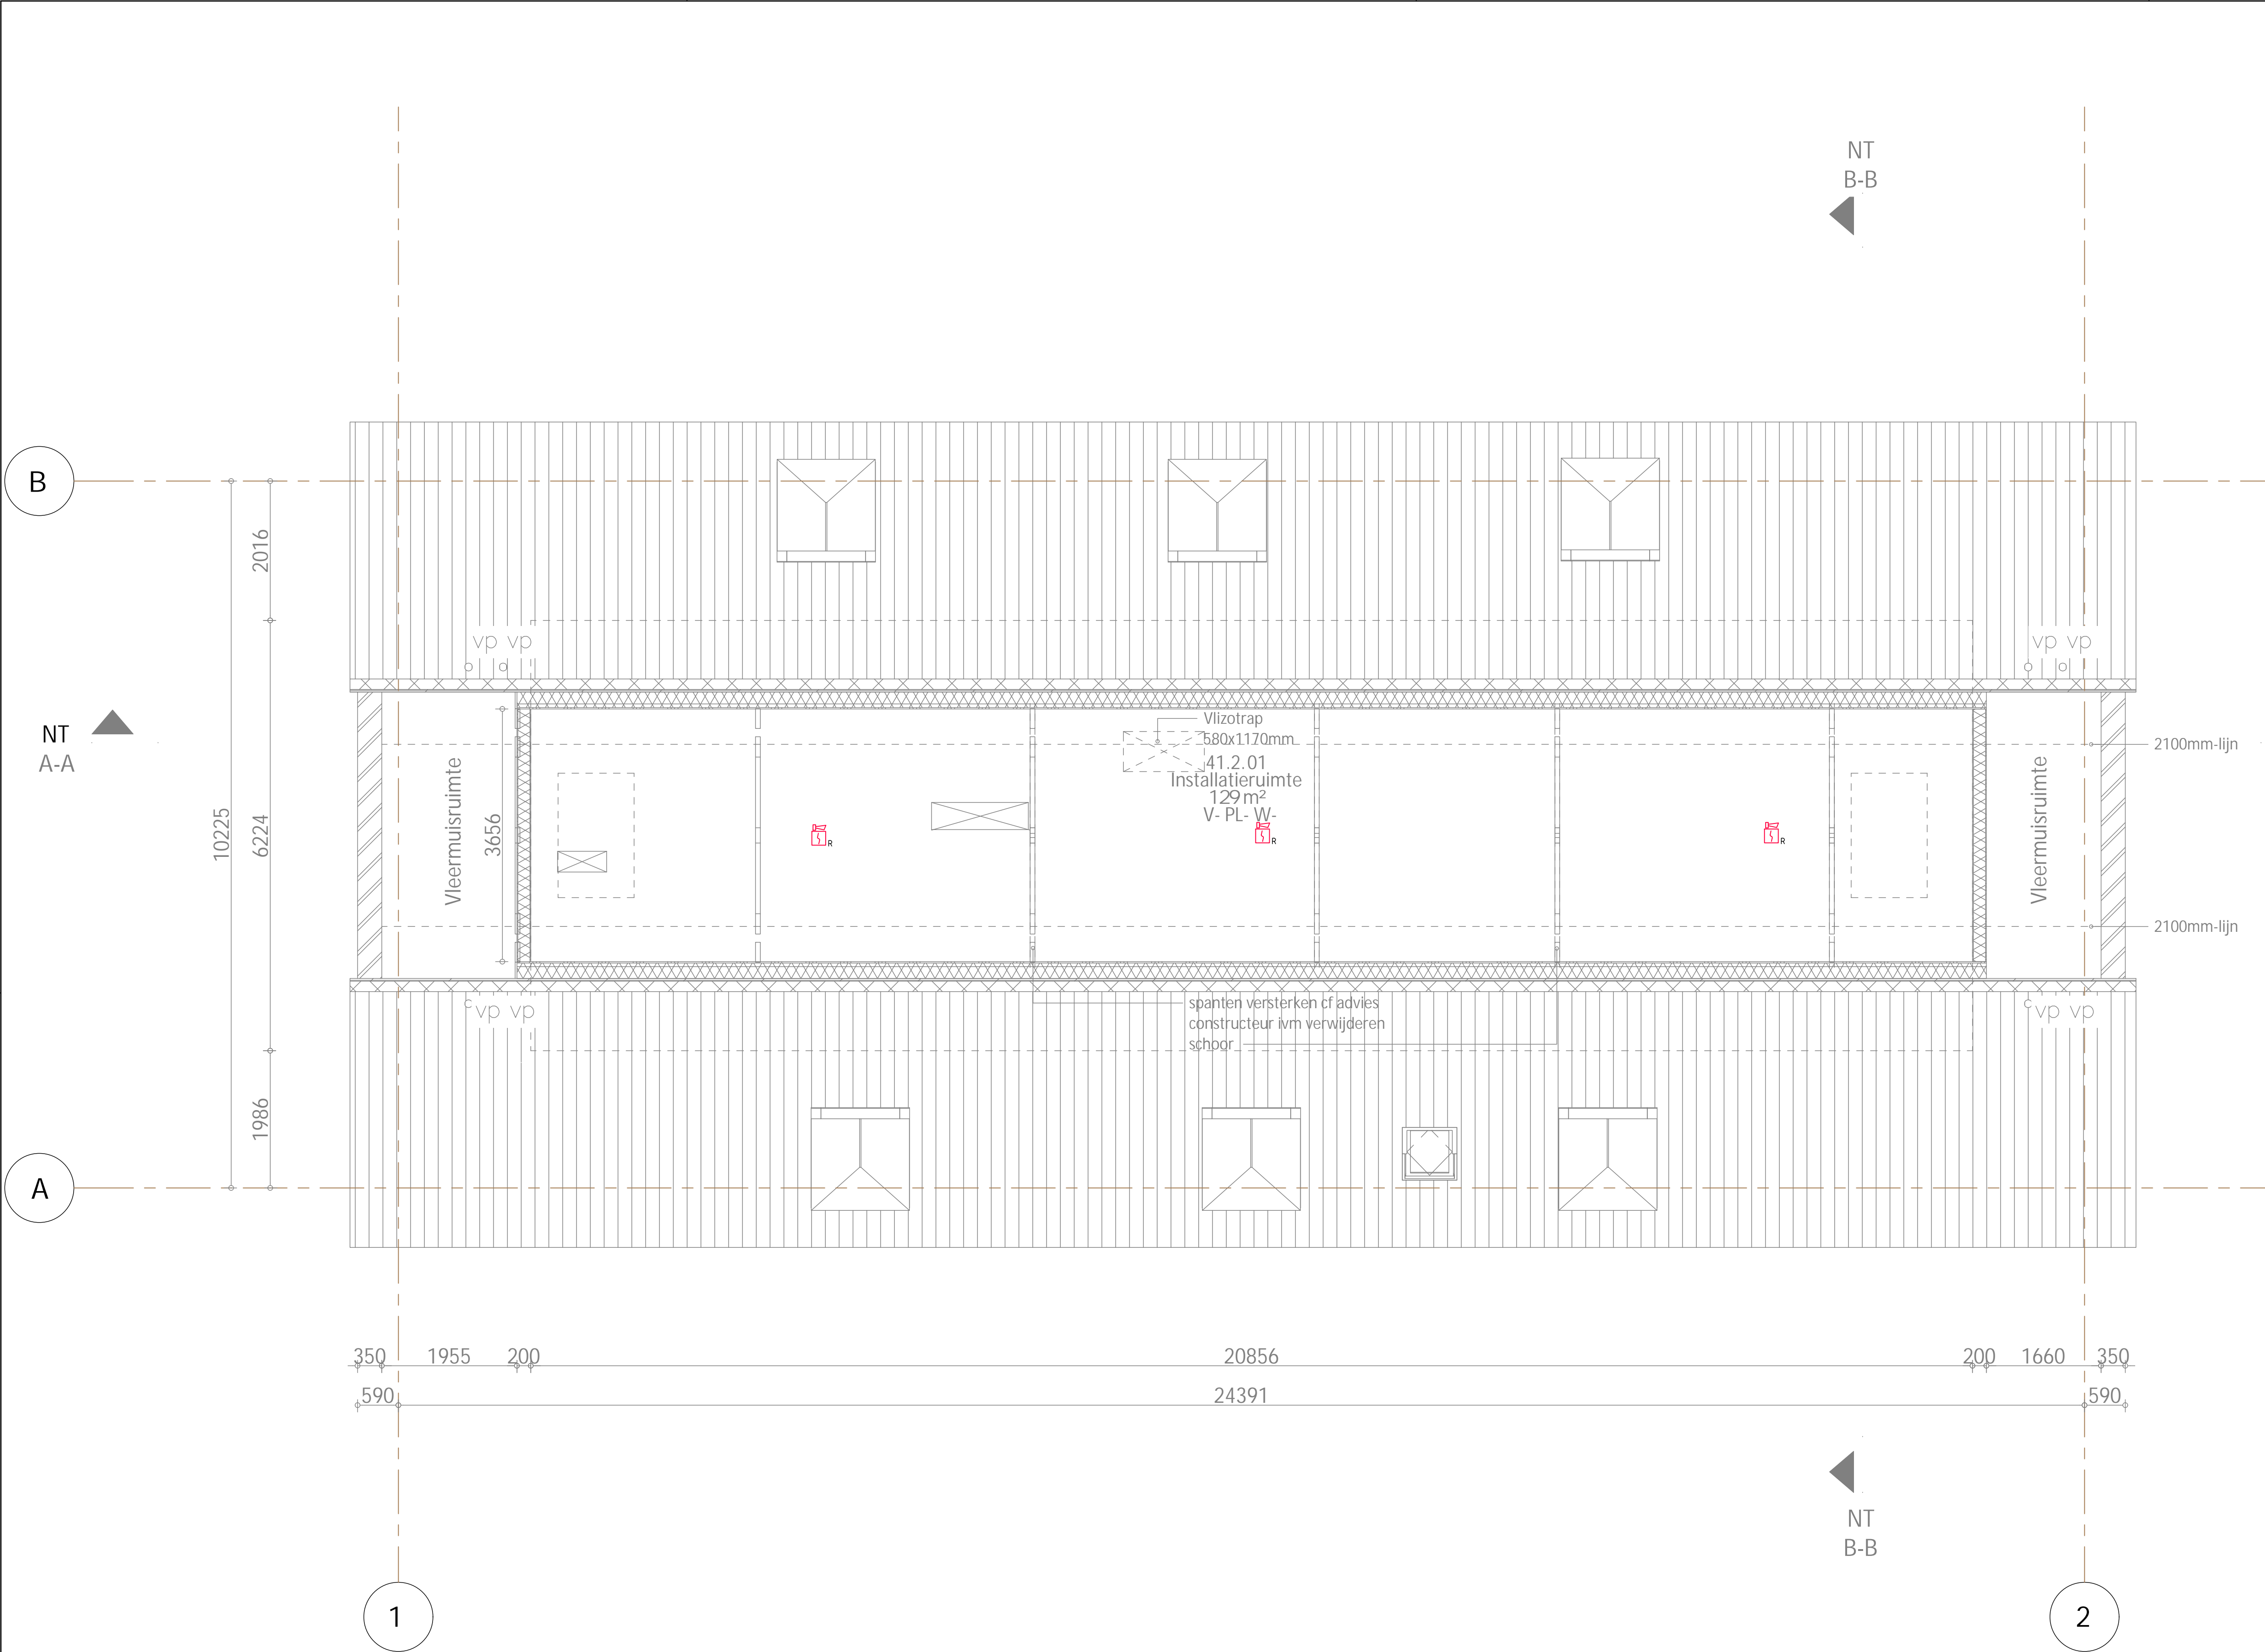 NT
B-B
B
2016
vp vp
vp vp
NT
A-A
Vlizotrap
580x1170mm
41.2.01
Installatieruimte
129m²
V- PL- W-
2100mm-lijn
Vleermuisruimte
Vleermuisruimte
3656
10225
6224
R
R
R
2100mm-lijn
vp vp
vp vp
spanten versterken cf advies
constructeur ivm verwijderen
schoor
1986
A
350 1955 200 20856 200 1660 350
590 24391 590
NT
B-B
1
2